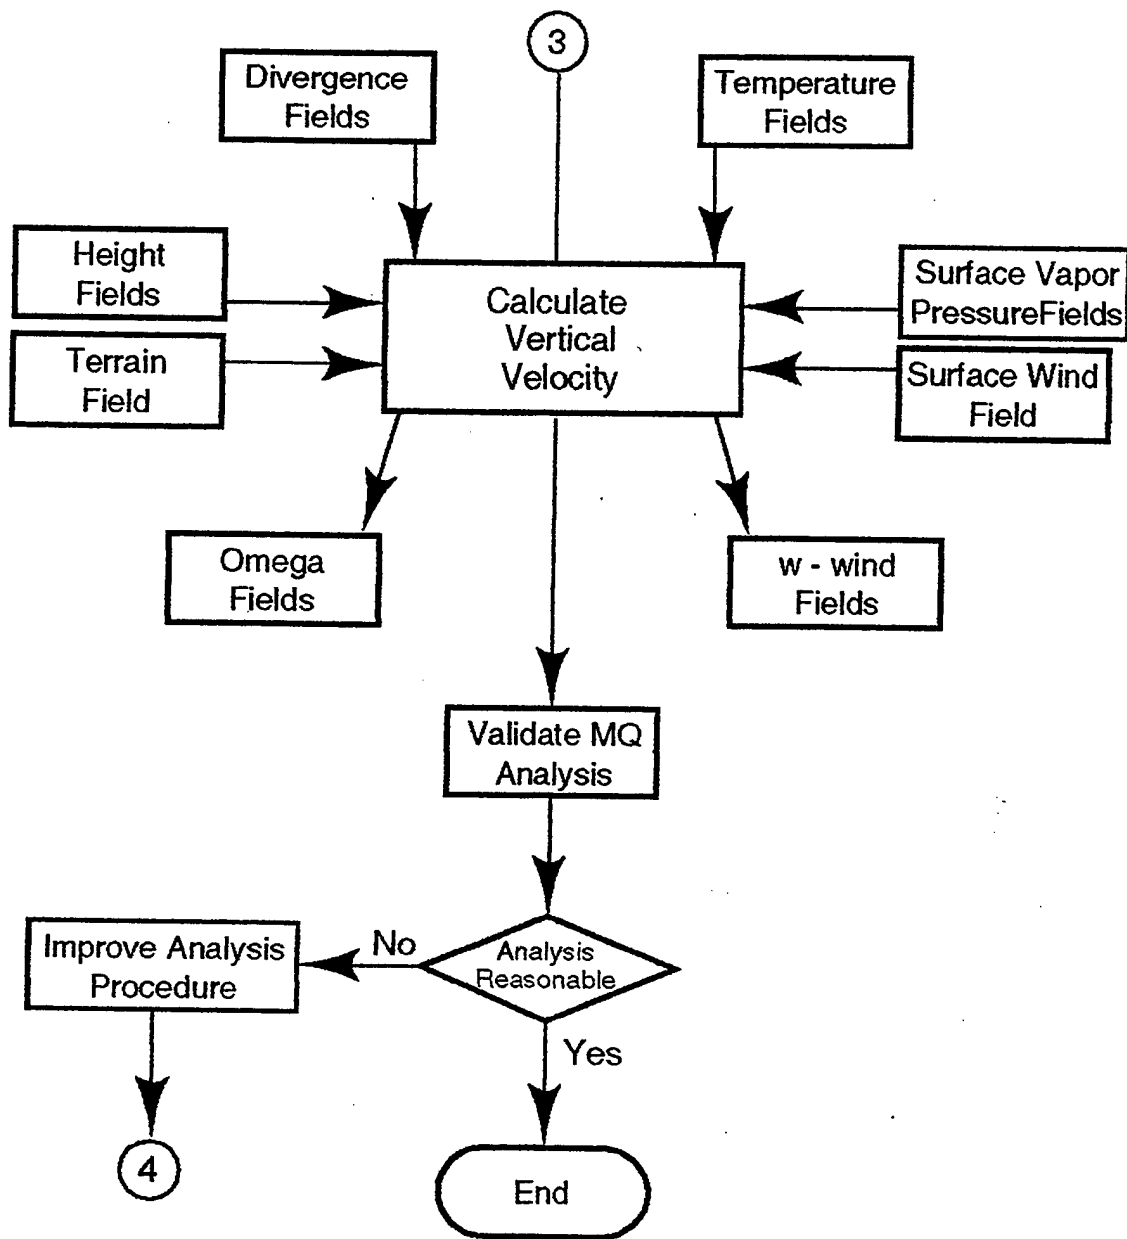 3
Divergence
Fields
Temperature
Fields
Height
Fields
Calculate
Vertical
Velocity
Surface Vapor
PressureFields
Terrain
Field
Surface Wind
Field
Omega
Fields
w - wind
Fields
Validate MQ
Analysis
Improve Analysis
Procedure
No
Analysis
Reasonable
Yes
4
End